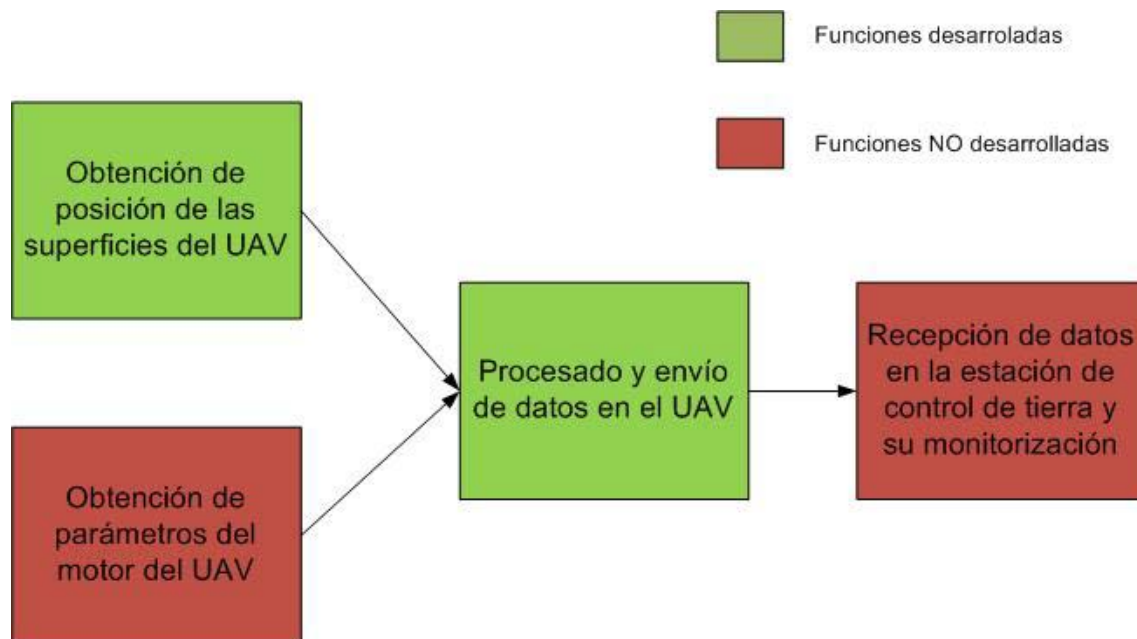 Funciones desarroladas
Funciones NO desarrolladas
Obtención de
posición de las
superficies del UAV
Procesado y envío
de datos en el UAV
Recepción de datos
en la estación de
control de tierra y
su monitorización
Obtención de
parámetros del
motor del UAV